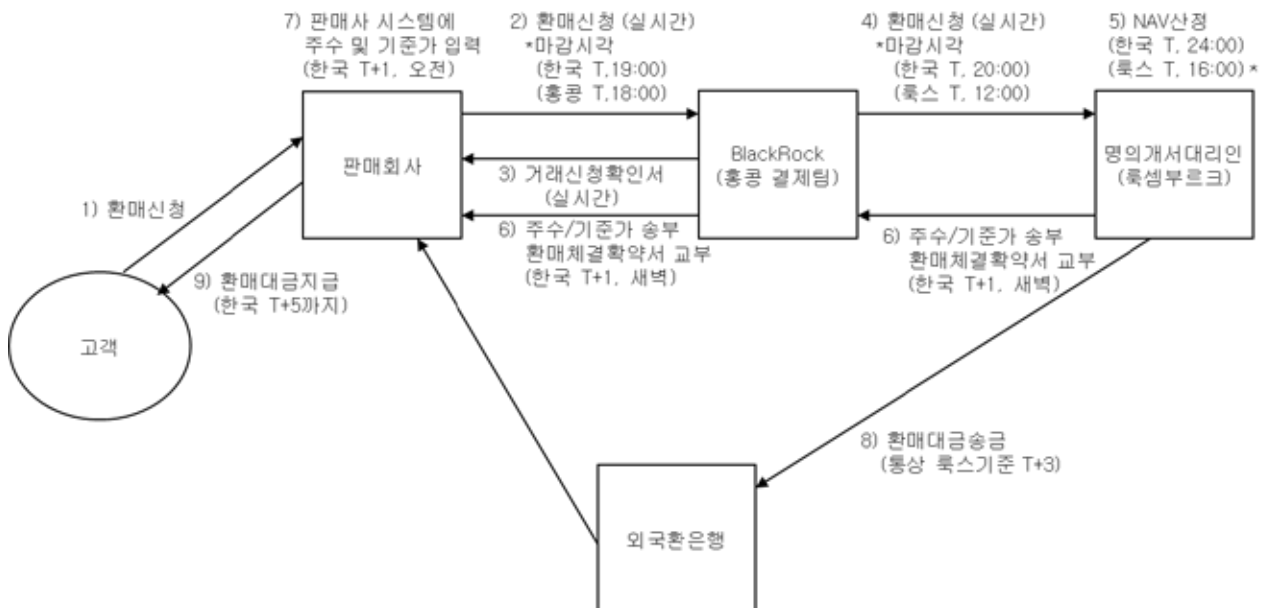 7) 판매사 시스템에
주수 및 기준가 입력
(한국 T+1, 오전)
2) 환매신청 (실시간)
*마감시각
(한국 T,19:00)
(홍콩 T,18:00)
4) 환매신청 (실시간)
*마감시각
(한국 T, 20:00)
(룩스 T, 12:00)
5) NAV산정
(한국 T, 24:00)
(룩스 T, 16:00) *
판매회사
BlackRock
(홍콩 결제팀)
명의개서대리인
(룩셈부르크)
3) 거래신청확인서
(실시간)
1) 환매신청
6) 주수/기준가 송부
환매체결확약서 교부
(한국 T+1, 새벽)
6) 주수/기준가 송부
환매체결확약서 교부
(한국 T+1, 새벽)
9) 환매대금지급
(한국 T+5까지)
고객
8) 환매대금송금
(통상 룩스기준 T+3)
외국환은행